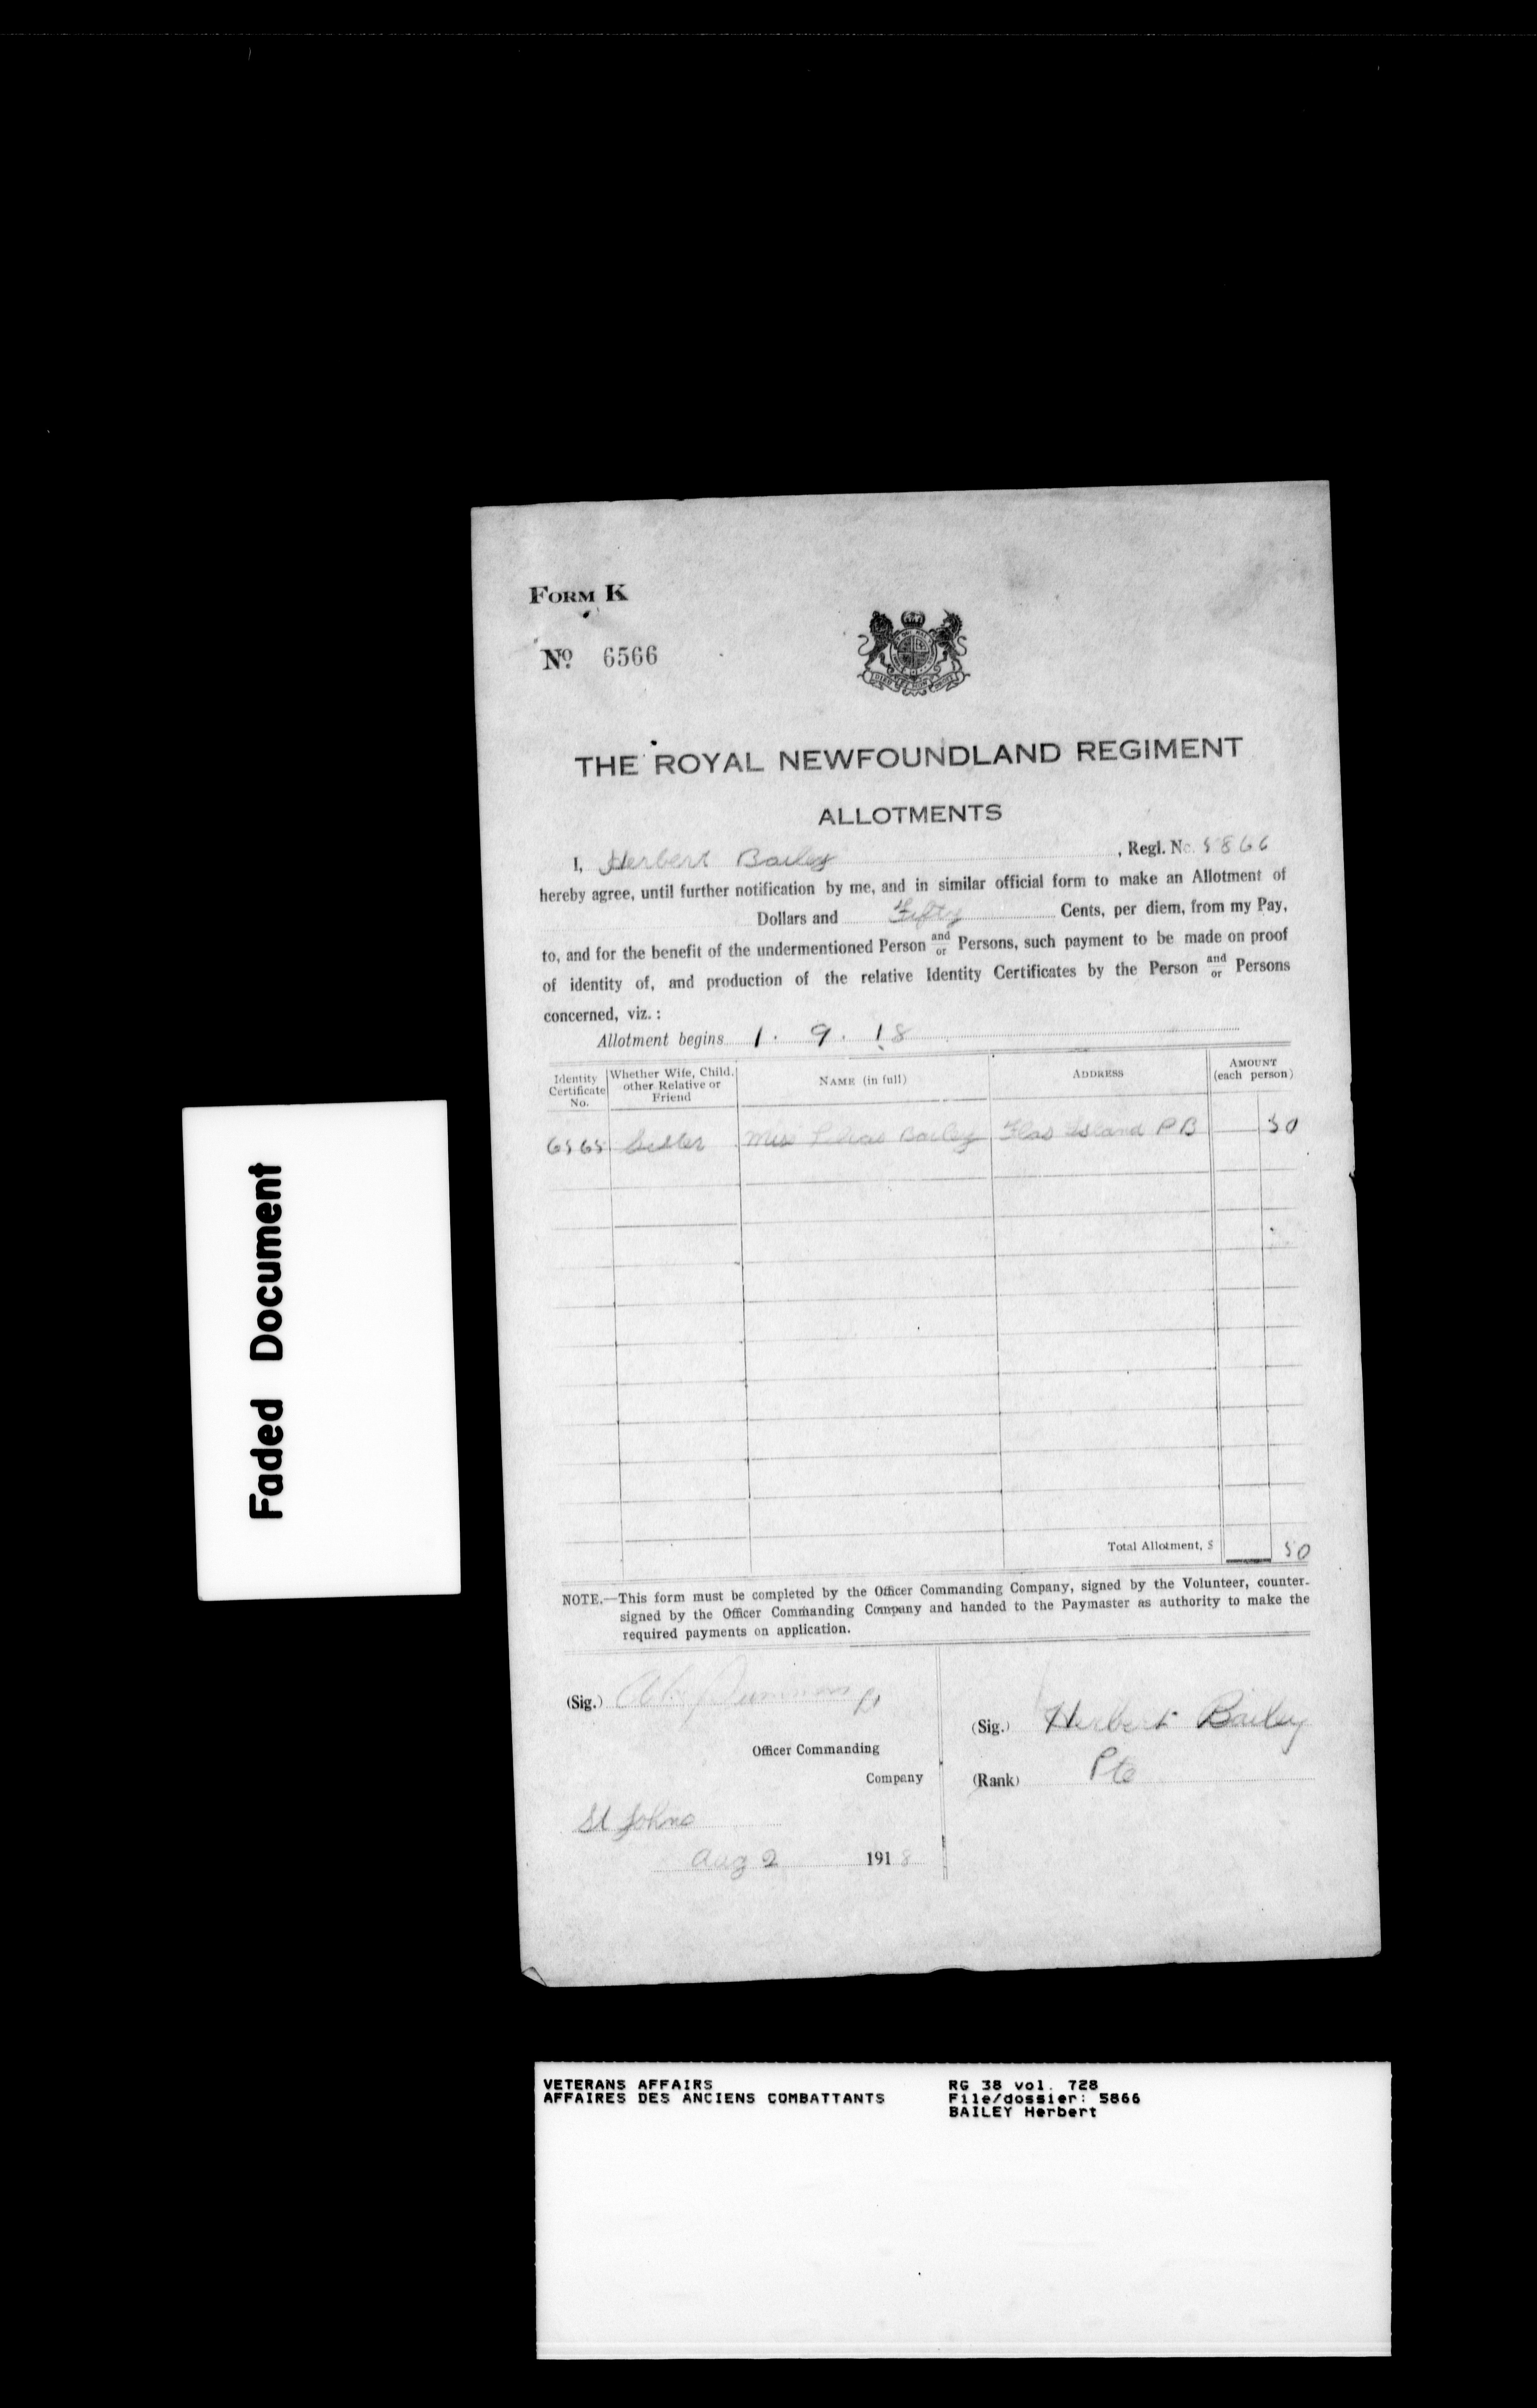 FORM K
No. 6566
THE ROYAL NEWFOUNDLAND REGIMENT
ALLOTMENTS
I, Herbert Bailey, Regl. No. 5866
hereby agree, until further notification by me, and in similar official form to make an Allotment of
Dollars and Fifty Cents, per diem, from my Pay,
to, and for the benefit of the undermentioned Person and/or Persons, such payment to be made on proof
of identity of, and production of the relative Identity Certificates by the Person and/or Persons
concerned, viz.:
Allotment begins 1. 9. 18
Identity Certificate No. Whether Wife, Child, other Relative or Friend NAME (in full) ADDRESS AMOUNT (each person)
6565 Sister Miss Bailey Island P B 50
Total Allotment, $ 50
NOTE.—This form must be completed by the Officer Commanding Company, signed by the Volunteer, counter-
signed by the Officer Commanding Company and handed to the Paymaster as authority to make the
required payments on application.
(Sig.)
Officer Commanding
Company
St Johns
Aug 2 1918
(Sig.) Herbert Bailey
(Rank) Pte
Faded Document
VETERANS AFFAIRS
AFFAIRES DES ANCIENS COMBATTANTS
RG 38 vol. 728
File/dossier: 5866
BAILEY Herbert